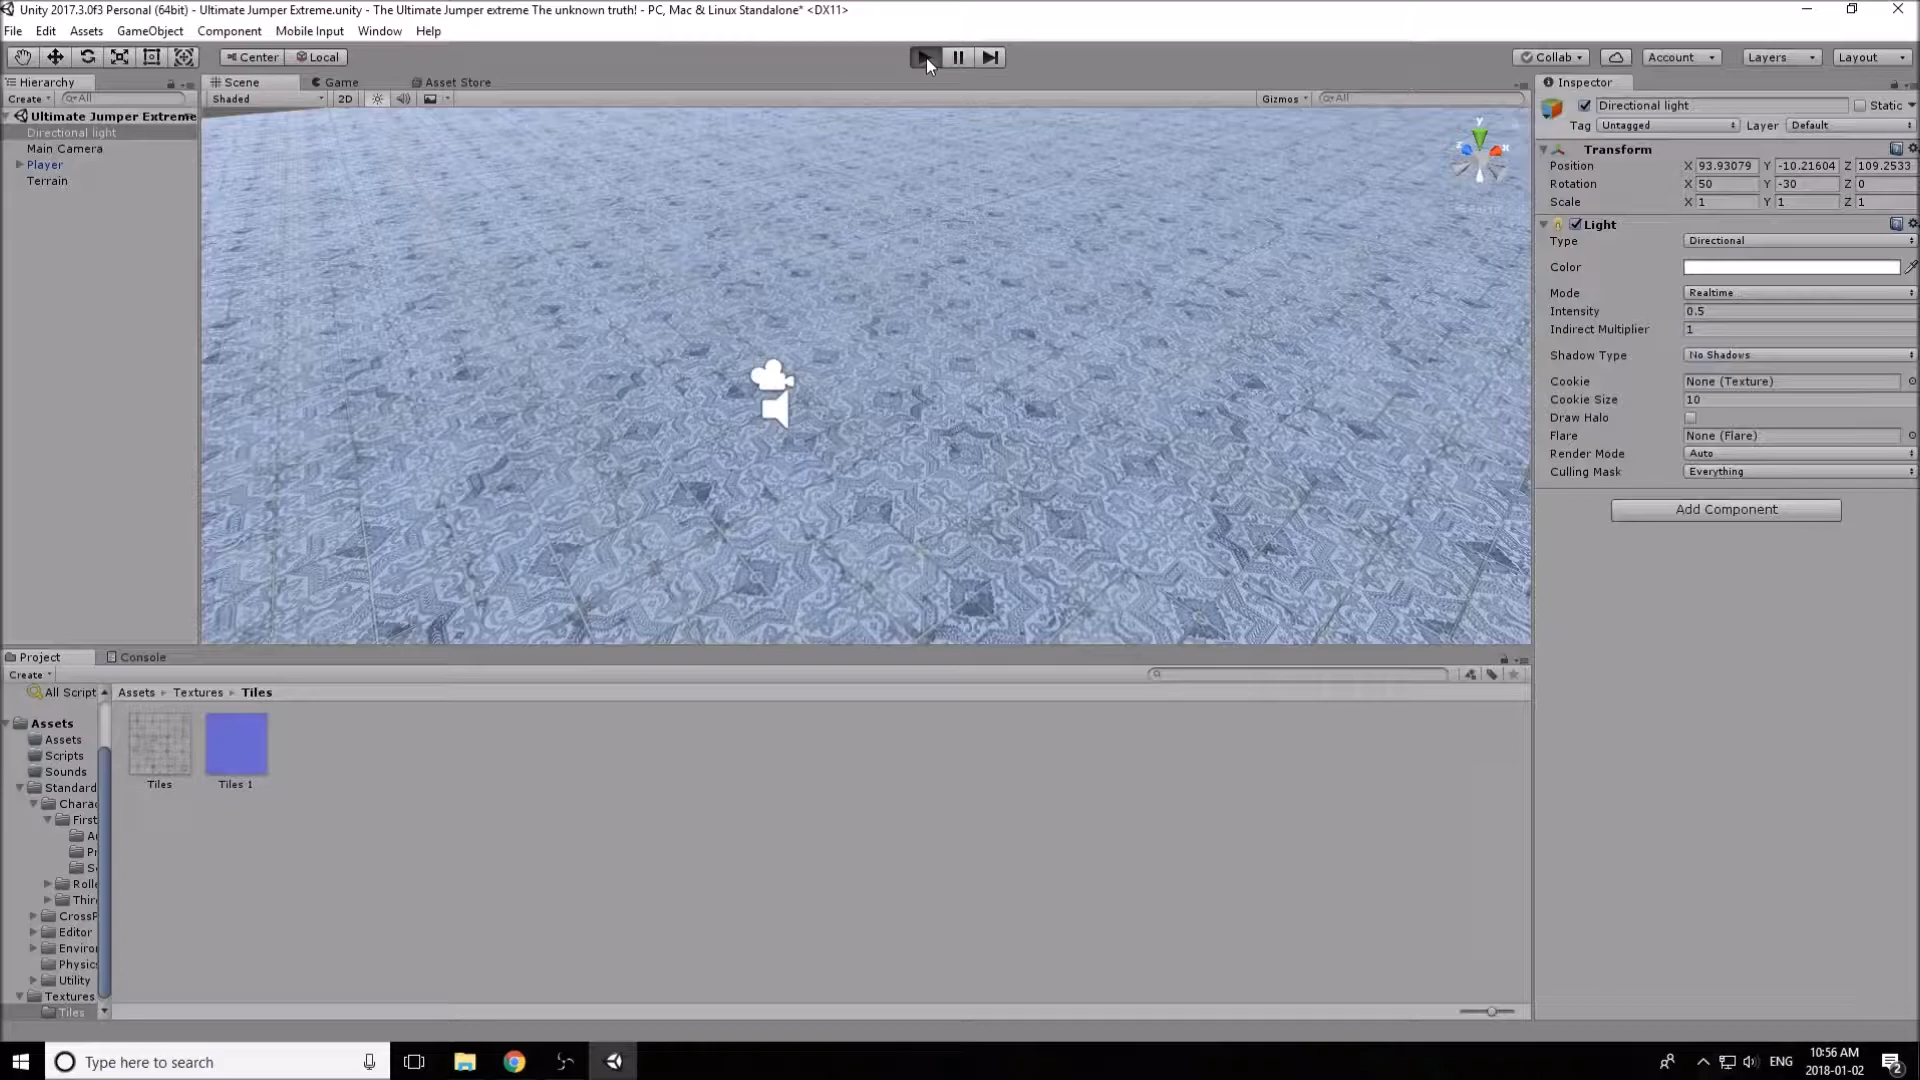 Unity 2017.3.0f3 Personal (64bit) - Ultimate Jumper Extreme.unity - The Ultimate Jumper extreme The unknown truth! - PC, Mac & Linux Standalone* <DX11>
File Edit Assets GameObject Component Mobile Input Window Help
Center Local Collab Account Layers Layout
Hierarchy Scene Game Asset Store Inspector
Create All Shaded 2D Gizmos All Directional light Static
Ultimate Jumper Extreme
Tag Untagged Layer Default
Directional light
Main Camera
Player
Terrain
y
x
z
Transform
Position X 93.93079 Y -10.21604 Z 109.2533
Rotation X 50 Y -30 Z 0
Scale X 1 Y 1 Z 1
Light
Type Directional
Color
Mode Realtime
Intensity 0.5
Indirect Multiplier 1
Shadow Type No Shadows
Cookie None (Texture)
Cookie Size 10
Draw Halo
Flare None (Flare)
Render Mode Auto
Culling Mask Everything
Add Component
Project Console
Create
All Script Assets Textures Tiles
Assets
Assets
Scripts
Sounds
Standard
Charac
First
A
Pr
S
Rolle
Thir
CrossP
Editor
Enviror
Physic
Utility
Textures
Tiles
Tiles Tiles 1
Type here to search
ENG
10:56 AM
2018-01-02
2